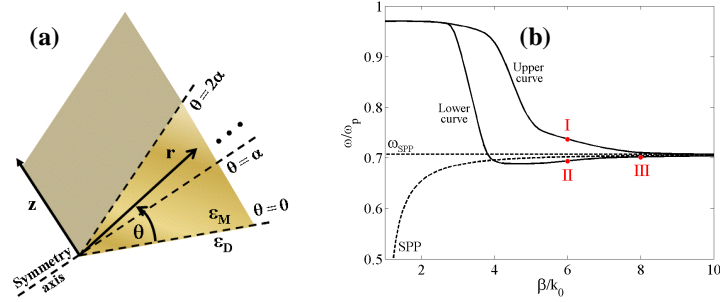 (a)
θ = 2α
• • •
r
θ = α
z
ε_M
θ = 0
θ
ε_D
Symmetry
axis
(b)
ω/ω_p
1
0.9
0.8
0.7
0.6
0.5
Upper
curve
Lower
curve
I
ω_SPP
II
III
SPP
2
4
6
8
10
β/k_0